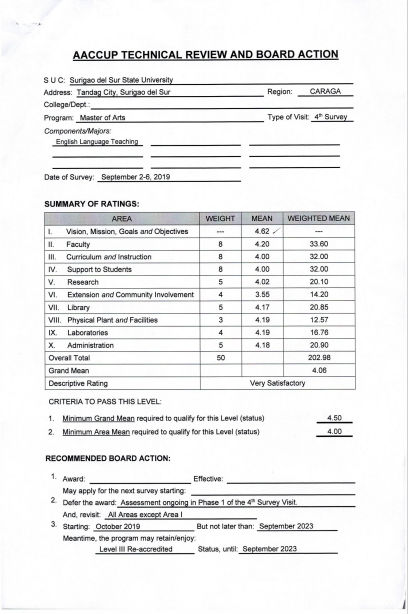 AACCUP TECHNICAL REVIEW AND BOARD ACTION
S U C: Surigao del Sur State University
Address: Tandag City, Surigao del Sur Region: CARAGA
College/Dept.:
Program: Master of Arts Type of Visit: 4th Survey
Components/Majors:
English Language Teaching
Date of Survey: September 2-6, 2019
SUMMARY OF RATINGS:
AREA WEIGHT MEAN WEIGHTED MEAN
I. Vision, Mission, Goals and Objectives --- 4.62 ✓ ---
II. Faculty 8 4.20 33.60
III. Curriculum and Instruction 8 4.00 32.00
IV. Support to Students 8 4.00 32.00
V. Research 5 4.02 20.10
VI. Extension and Community Involvement 4 3.55 14.20
VII. Library 5 4.17 20.85
VIII. Physical Plant and Facilities 3 4.19 12.57
IX. Laboratories 4 4.19 16.76
X. Administration 5 4.18 20.90
Overall Total 50 202.98
Grand Mean 4.06
Descriptive Rating Very Satisfactory
CRITERIA TO PASS THIS LEVEL:
1. Minimum Grand Mean required to qualify for this Level (status) 4.50
2. Minimum Area Mean required to qualify for this Level (status) 4.00
RECOMMENDED BOARD ACTION:
1. Award: Effective:
May apply for the next survey starting:
2. Defer the award: Assessment ongoing in Phase 1 of the 4th Survey Visit.
And, revisit: All Areas except Area I
3. Starting: October 2019 But not later than: September 2023
Meantime, the program may retain/enjoy:
Level III Re-accredited Status, until: September 2023